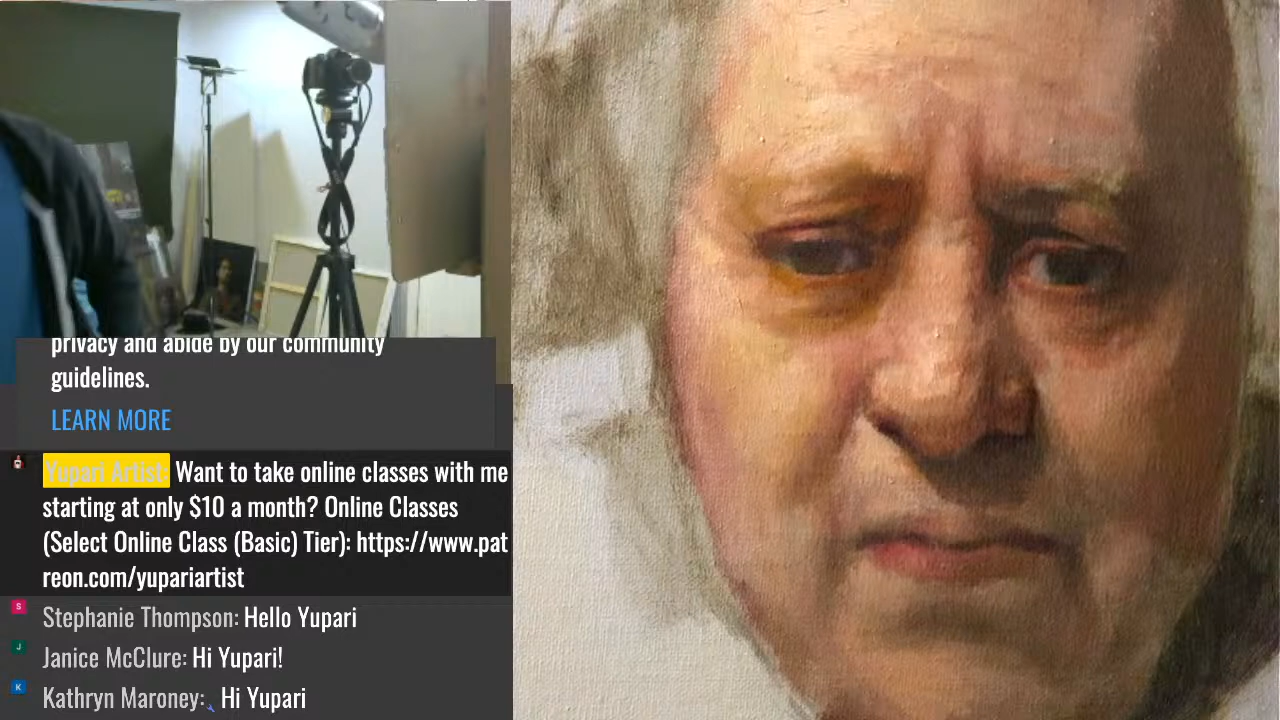 privacy and abide by our community
guidelines.
LEARN MORE
Yupari Artist: Want to take online classes with me
starting at only $10 a month? Online Classes
(Select Online Class (Basic) Tier): https://www.pat
reon.com/yupariartist
S
Stephanie Thompson: Hello Yupari
J
Janice McClure: Hi Yupari!
K
Kathryn Maroney: Hi Yupari